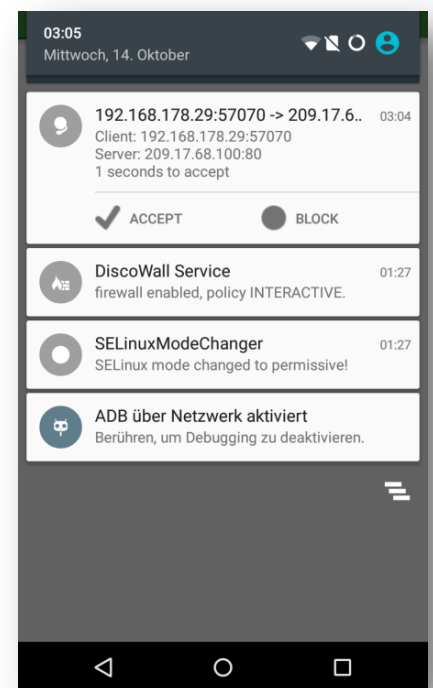 03:05
Mittwoch, 14. Oktober
192.168.178.29:57070 -> 209.17.6.. 03:04
Client: 192.168.178.29:57070
Server: 209.17.68.100:80
1 seconds to accept
ACCEPT BLOCK
DiscoWall Service 01:27
firewall enabled, policy INTERACTIVE.
SELinuxModeChanger 01:27
SELinux mode changed to permissive!
ADB über Netzwerk aktiviert
Berühren, um Debugging zu deaktivieren.